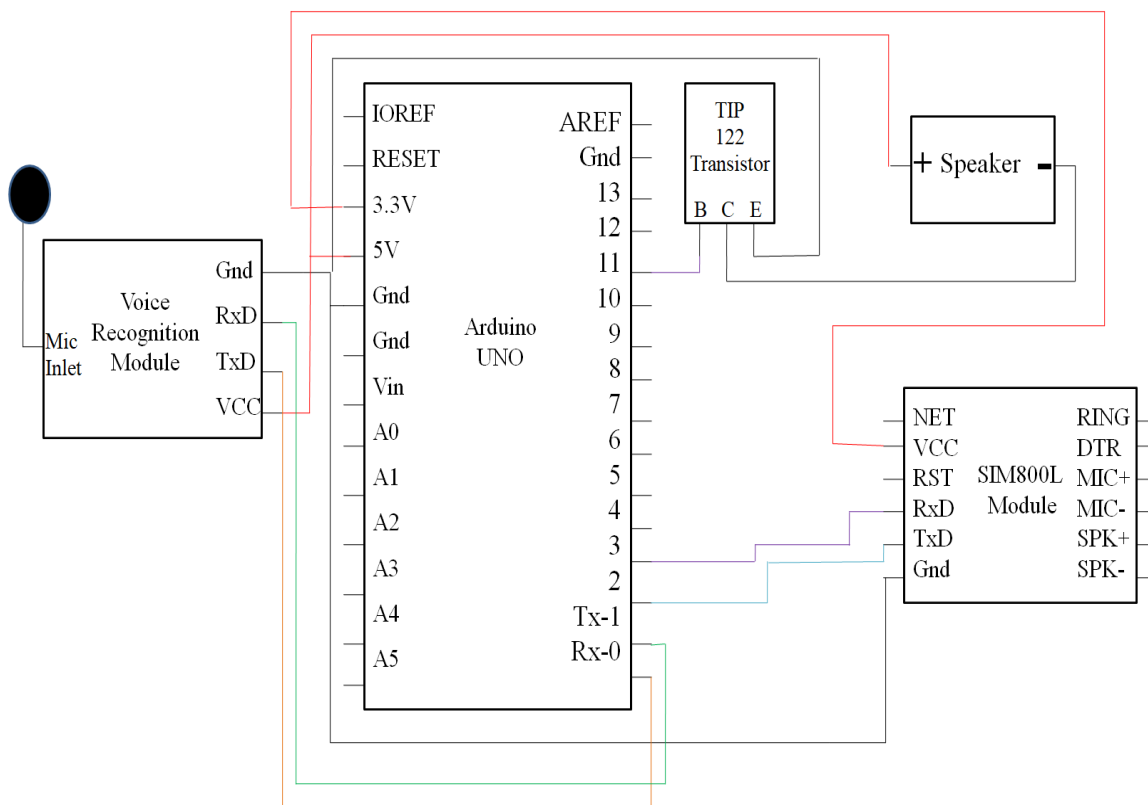 Mic
Inlet
Voice
Recognition
Module
Gnd
RxD
TxD
VCC
IOREF
RESET
3.3V
5V
Gnd
Gnd
Vin
A0
A1
A2
A3
A4
A5
Arduino
UNO
AREF
Gnd
13
12
11
10
9
8
7
6
5
4
3
2
Tx-1
Rx-0
TIP
122
Transistor
B C E
+ Speaker -
NET
VCC
RST
RxD
TxD
Gnd
SIM800L
Module
RING
DTR
MIC+
MIC-
SPK+
SPK-